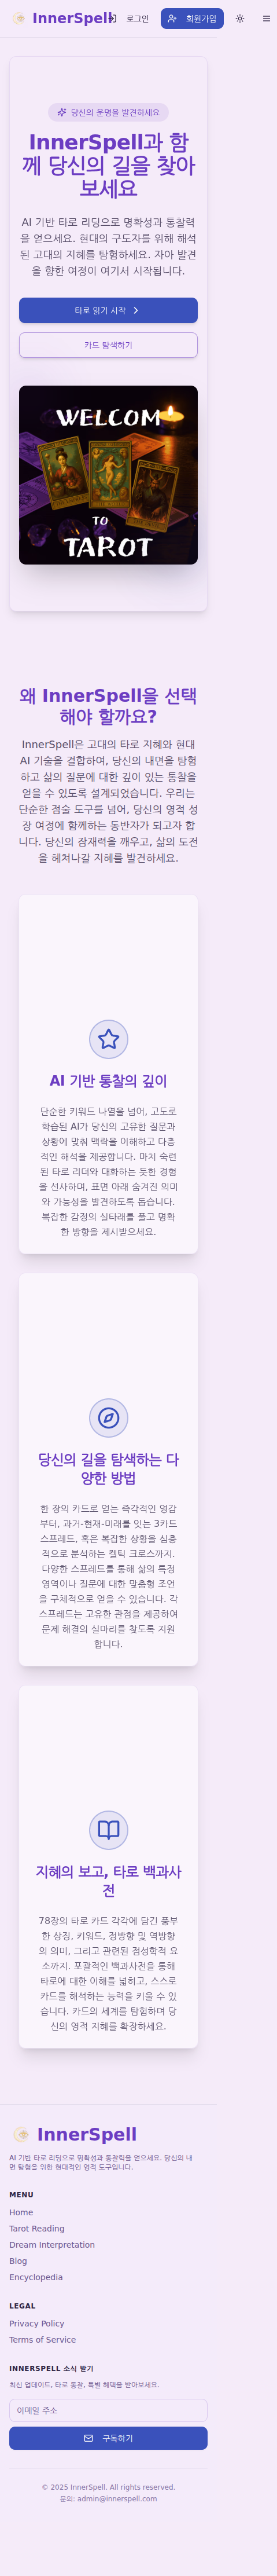 InnerSpell
로그인
회원가입
당신의 운명을 발견하세요
InnerSpell과 함
께 당신의 길을 찾아
보세요
AI 기반 타로 리딩으로 명확성과 통찰력
을 얻으세요. 현대의 구도자를 위해 해석
된 고대의 지혜를 탐험하세요. 자아 발견
을 향한 여정이 여기서 시작됩니다.
타로 읽기 시작
카드 탐색하기
WELCOM
TO
TAROT
왜 InnerSpell을 선택
해야 할까요?
InnerSpell은 고대의 타로 지혜와 현대
AI 기술을 결합하여, 당신의 내면을 탐험
하고 삶의 질문에 대한 깊이 있는 통찰을
얻을 수 있도록 설계되었습니다. 우리는
단순한 점술 도구를 넘어, 당신의 영적 성
장 여정에 함께하는 동반자가 되고자 합
니다. 당신의 잠재력을 깨우고, 삶의 도전
을 헤쳐나갈 지혜를 발견하세요.
AI 기반 통찰의 깊이
단순한 키워드 나열을 넘어, 고도로
학습된 AI가 당신의 고유한 질문과
상황에 맞춰 맥락을 이해하고 다층
적인 해석을 제공합니다. 마치 숙련
된 타로 리더와 대화하는 듯한 경험
을 선사하며, 표면 아래 숨겨진 의미
와 가능성을 발견하도록 돕습니다.
복잡한 감정의 실타래를 풀고 명확
한 방향을 제시받으세요.
당신의 길을 탐색하는 다
양한 방법
한 장의 카드로 얻는 즉각적인 영감
부터, 과거-현재-미래를 잇는 3카드
스프레드, 혹은 복잡한 상황을 심층
적으로 분석하는 켈틱 크로스까지.
다양한 스프레드를 통해 삶의 특정
영역이나 질문에 대한 맞춤형 조언
을 구체적으로 얻을 수 있습니다. 각
스프레드는 고유한 관점을 제공하여
문제 해결의 실마리를 찾도록 지원
합니다.
지혜의 보고, 타로 백과사
전
78장의 타로 카드 각각에 담긴 풍부
한 상징, 키워드, 정방향 및 역방향
의 의미, 그리고 관련된 점성학적 요
소까지. 포괄적인 백과사전을 통해
타로에 대한 이해를 넓히고, 스스로
카드를 해석하는 능력을 키울 수 있
습니다. 카드의 세계를 탐험하며 당
신의 영적 지혜를 확장하세요.
InnerSpell
AI 기반 타로 리딩으로 명확성과 통찰력을 얻으세요. 당신의 내
면 탐험을 위한 현대적인 영적 도구입니다.
MENU
Home
Tarot Reading
Dream Interpretation
Blog
Encyclopedia
LEGAL
Privacy Policy
Terms of Service
INNERSPELL 소식 받기
최신 업데이트, 타로 통찰, 특별 혜택을 받아보세요.
이메일 주소
구독하기
© 2025 InnerSpell. All rights reserved.
문의: admin@innerspell.com